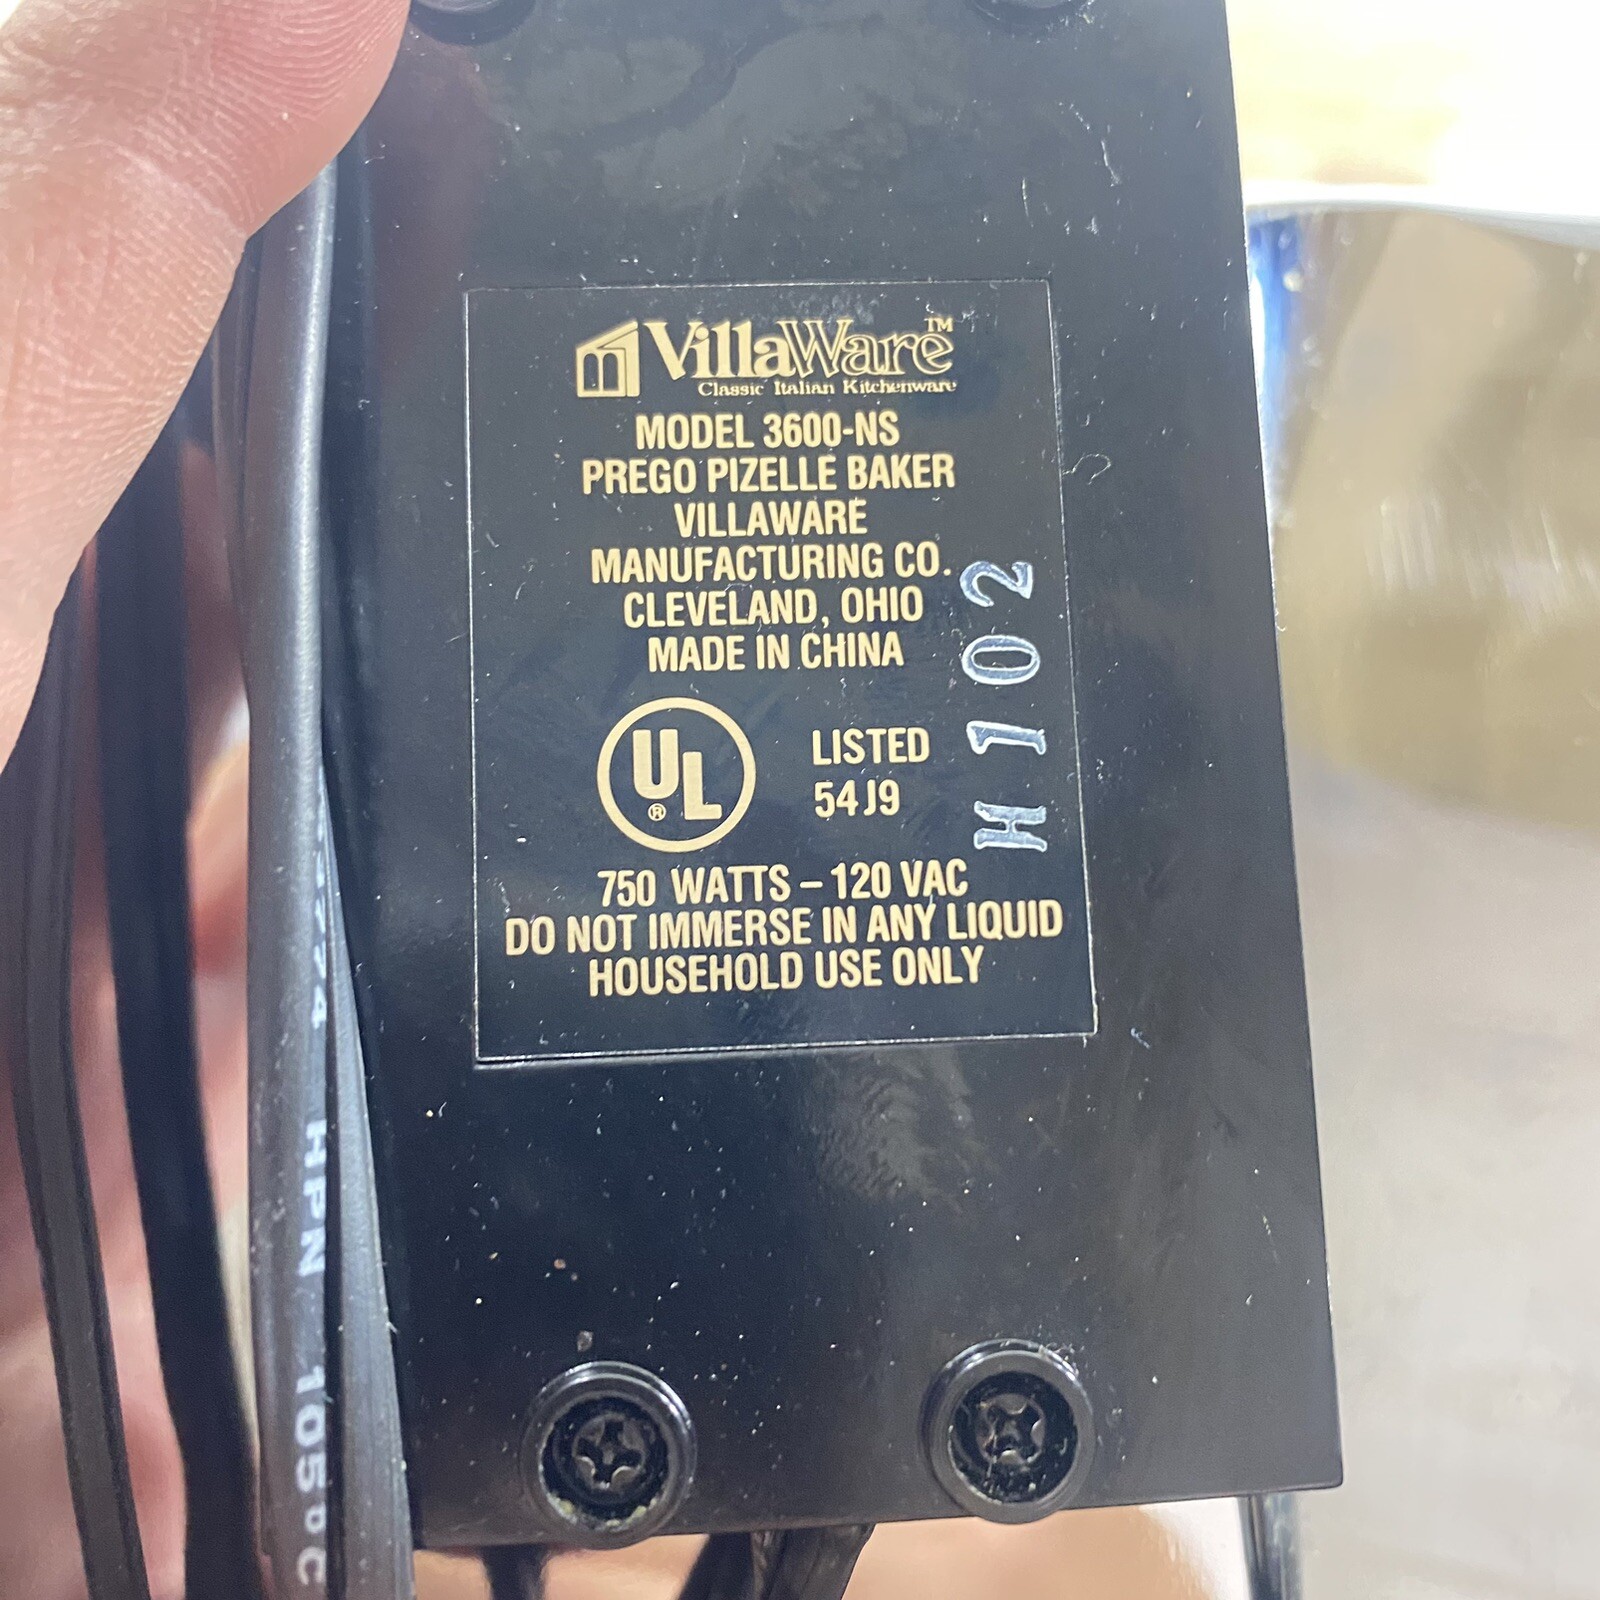 VillaWare™
Classic Italian Kitchenware
MODEL 3600-NS
PREGO PIZELLE BAKER
VILLAWARE
MANUFACTURING CO.
CLEVELAND, OHIO
MADE IN CHINA
UL®
LISTED
54J9
H102
750 WATTS – 120 VAC
DO NOT IMMERSE IN ANY LIQUID
HOUSEHOLD USE ONLY
HPN 105°C